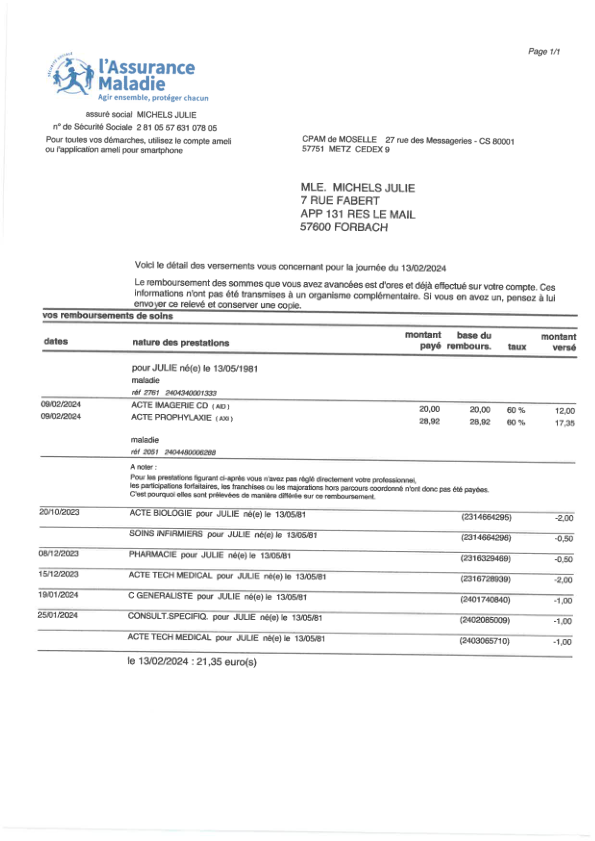 Page 1/1
SÉCURITÉ SOCIALE
l'Assurance
Maladie
Agir ensemble, protéger chacun
assuré social MICHELS JULIE
n° de Sécurité Sociale 2 81 05 57 631 078 05
Pour toutes vos démarches, utilisez le compte ameli
ou l'application ameli pour smartphone
CPAM de MOSELLE 27 rue des Messageries - CS 80001
57751 METZ CEDEX 9
MLE. MICHELS JULIE
7 RUE FABERT
APP 131 RES LE MAIL
57600 FORBACH
Voici le détail des versements vous concernant pour la journée du 13/02/2024
Le remboursement des sommes que vous avez avancées est d'ores et déjà effectué sur votre compte. Ces
informations n'ont pas été transmises à un organisme complémentaire. Si vous en avez un, pensez à lui
envoyer ce relevé et conserver une copie.
vos remboursements de soins
dates nature des prestations montant payé base du rembours. taux montant versé
pour JULIE né(e) le 13/05/1981
maladie
réf 2761 2404340001333
09/02/2024 ACTE IMAGERIE CD ( AID ) 20,00 20,00 60 % 12,00
09/02/2024 ACTE PROPHYLAXIE ( AXI ) 28,92 28,92 60 % 17,35
maladie
réf 2051 2404480006288
A noter :
Pour les prestations figurant ci-après vous n'avez pas réglé directement votre professionnel,
les participations forfaitaires, les franchises ou les majorations hors parcours coordonné n'ont donc pas été payées.
C'est pourquoi elles sont prélevées de manière différée sur ce remboursement.
20/10/2023 ACTE BIOLOGIE pour JULIE né(e) le 13/05/81 (2314664295) -2,00
SOINS INFIRMIERS pour JULIE né(e) le 13/05/81 (2314664296) -0,50
08/12/2023 PHARMACIE pour JULIE né(e) le 13/05/81 (2316329469) -0,50
15/12/2023 ACTE TECH MEDICAL pour JULIE né(e) le 13/05/81 (2316728939) -2,00
19/01/2024 C GENERALISTE pour JULIE né(e) le 13/05/81 (2401740840) -1,00
25/01/2024 CONSULT.SPECIFIQ. pour JULIE né(e) le 13/05/81 (2402085009) -1,00
ACTE TECH MEDICAL pour JULIE né(e) le 13/05/81 (2403065710) -1,00
le 13/02/2024 : 21,35 euro(s)